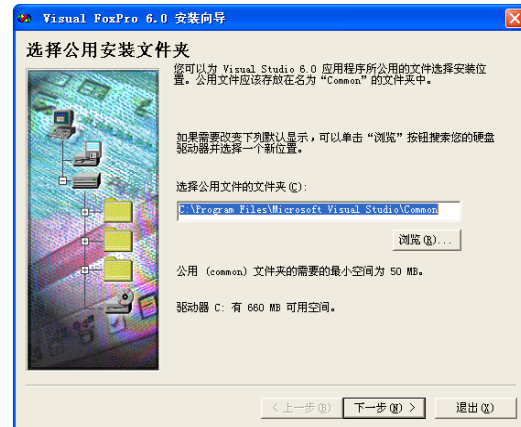 Visual FoxPro 6.0 安装向导
选择公用安装文件夹
您可以为 Visual Studio 6.0 应用程序所公用的文件选择安装位
置。公用文件应该存放在名为“Common”的文件夹中。
如果需要改变下列默认显示，可以单击“浏览”按钮搜索您的硬盘
驱动器并选择一个新位置。
选择公用文件的文件夹(C):
C:\Program Files\Microsoft Visual Studio\Common
浏览(R)...
公用 (common) 文件夹的需要的最小空间为 50 MB。
驱动器 C: 有 660 MB 可用空间。
< 上一步(B) 下一步(N) > 退出(X)